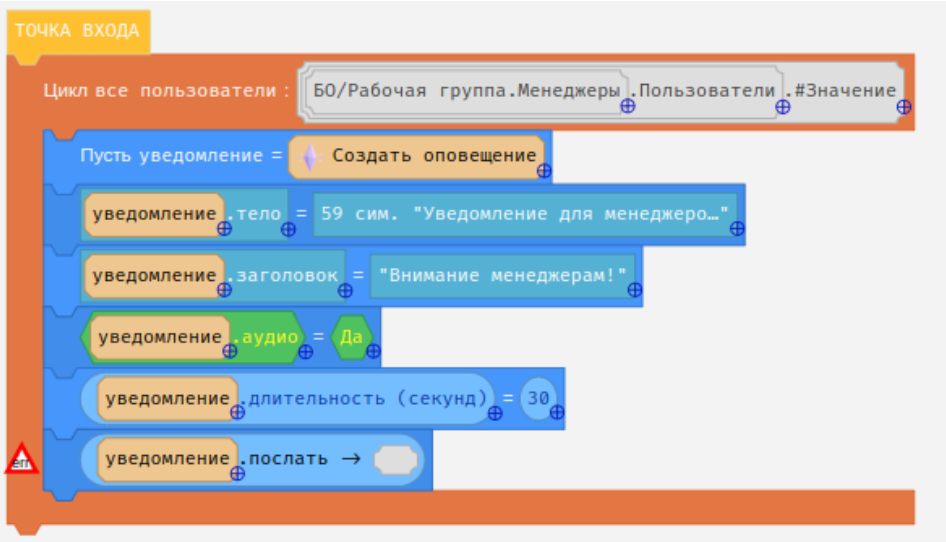 ТОЧКА ВХОДА
Цикл все пользователи : БО/Рабочая группа.Менеджеры .Пользователи .#Значение
Пусть уведомление = Создать оповещение
уведомление .тело = 59 сим. "Уведомление для менеджеро…"
уведомление .заголовок = "Внимание менеджерам!"
уведомление .аудио = Да
уведомление .длительность (секунд) = 30
err уведомление .послать →